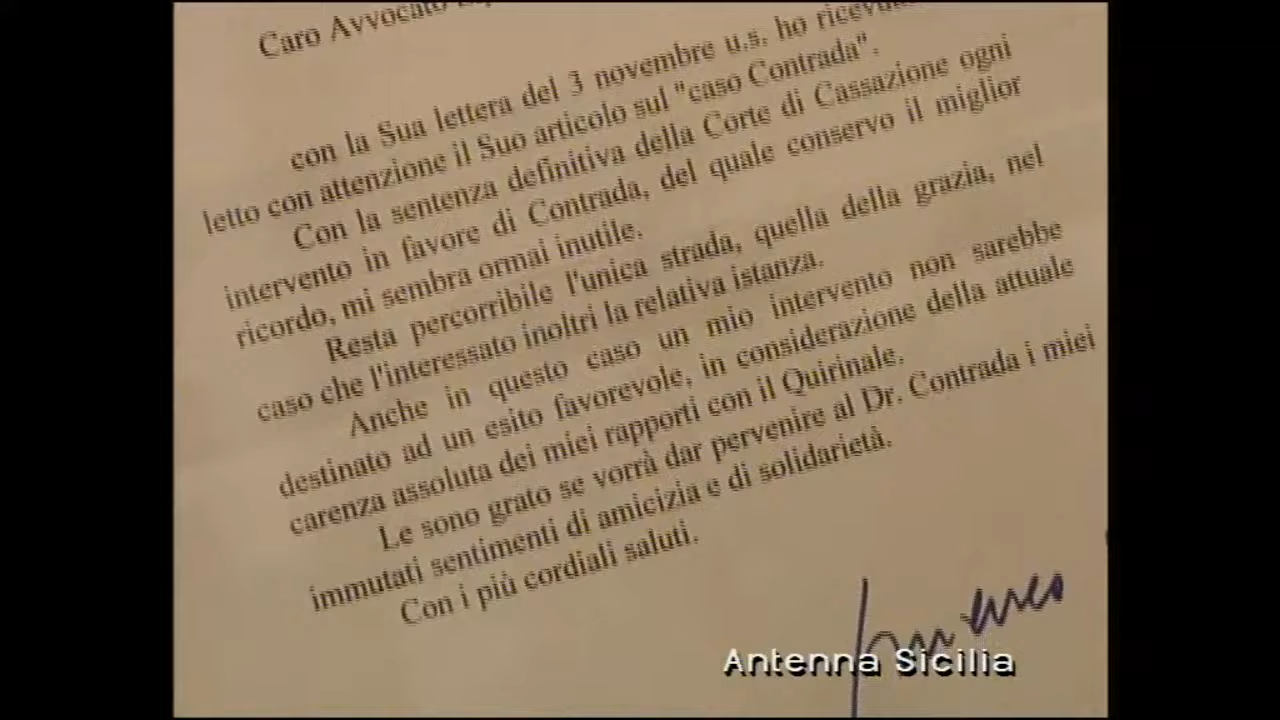 Caro Avvocato
con la Sua lettera del 3 novembre u.s. ho
letto con attenzione il Suo articolo sul "caso Contrada".
Con la sentenza definitiva della Corte di Cassazione ogni
intervento in favore di Contrada, del quale conservo il miglior
ricordo, mi sembra ormai inutile.
Resta percorribile l'unica strada, quella della grazia, nel
caso che l'interessato inoltri la relativa istanza.
Anche in questo caso un mio intervento non sarebbe
destinato ad un esito favorevole, in considerazione della attuale
carenza assoluta dei miei rapporti con il Quirinale.
Le sono grato se vorrà dar pervenire al Dr. Contrada i miei
immutati sentimenti di amicizia e di solidarietà.
Con i più cordiali saluti.
Antenna Sicilia